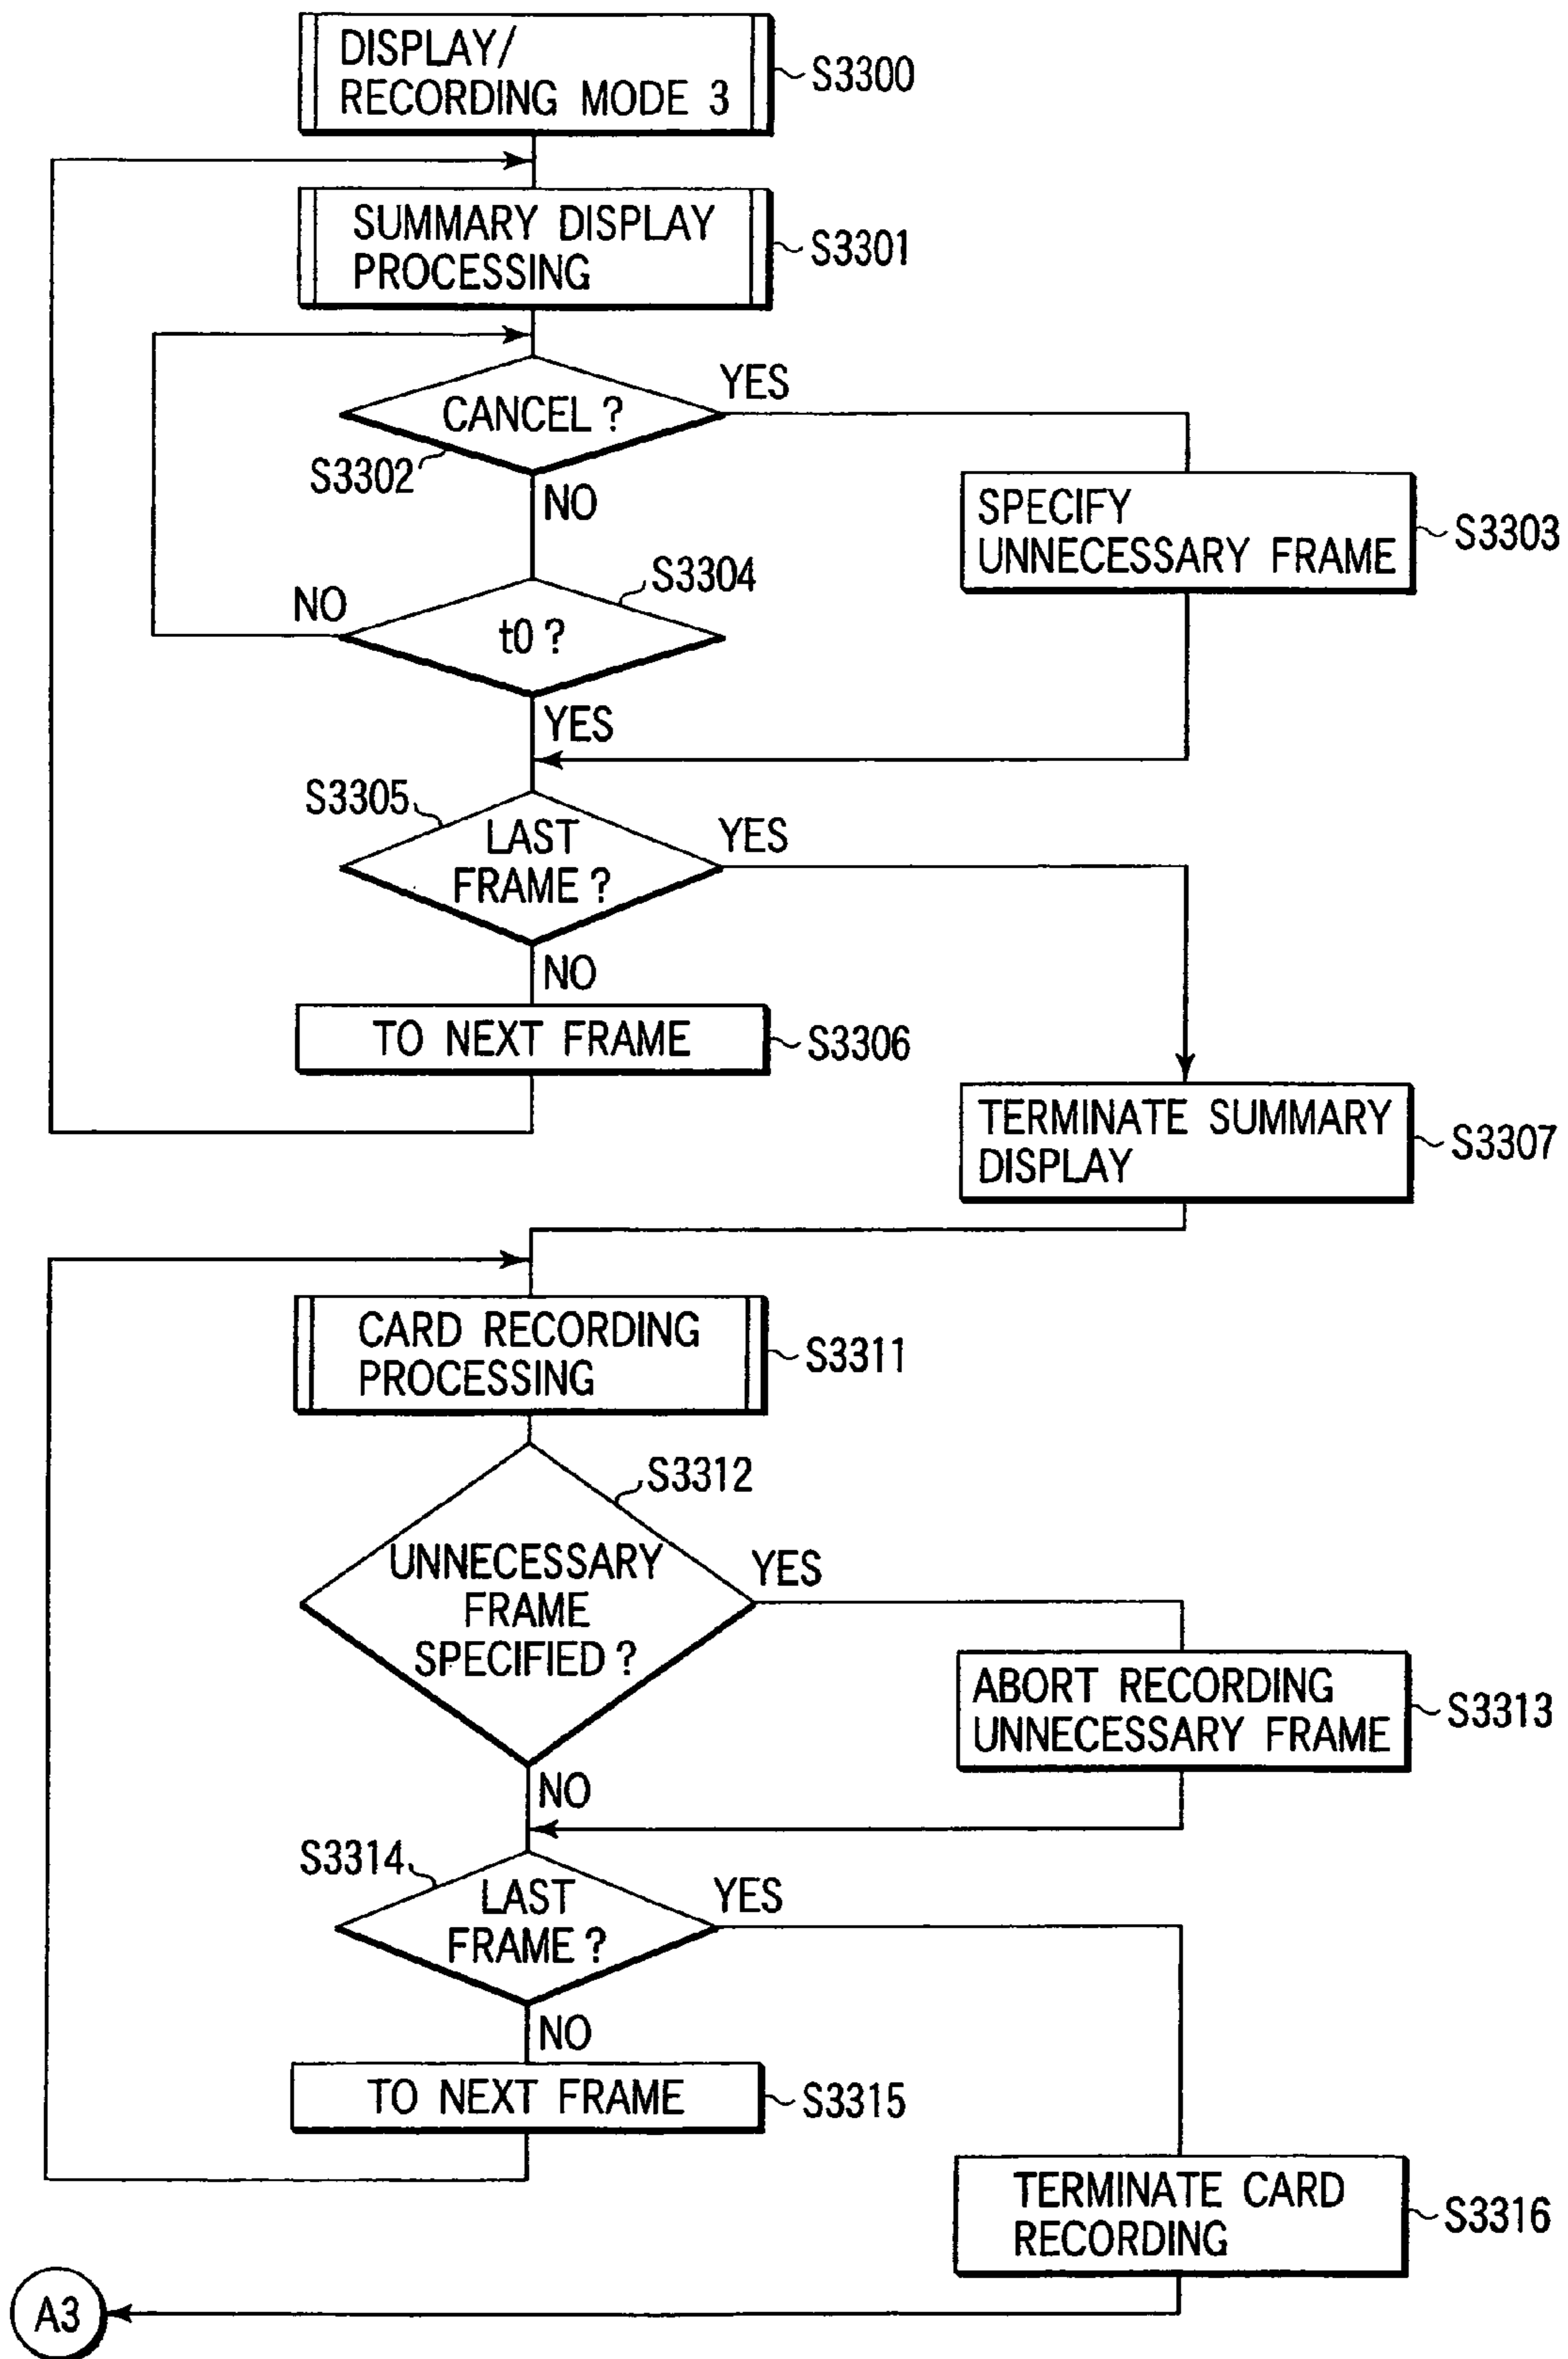 DISPLAY/
RECORDING MODE 3
S3300
SUMMARY DISPLAY
PROCESSING
S3301
CANCEL ?
YES
S3302
NO
SPECIFY
UNNECESSARY FRAME
S3303
S3304
NO
t0 ?
YES
S3305
LAST
FRAME ?
YES
NO
TO NEXT FRAME
S3306
TERMINATE SUMMARY
DISPLAY
S3307
CARD RECORDING
PROCESSING
S3311
S3312
UNNECESSARY
FRAME
SPECIFIED ?
YES
ABORT RECORDING
UNNECESSARY FRAME
S3313
NO
S3314
LAST
FRAME ?
YES
NO
TO NEXT FRAME
S3315
TERMINATE CARD
RECORDING
S3316
A3